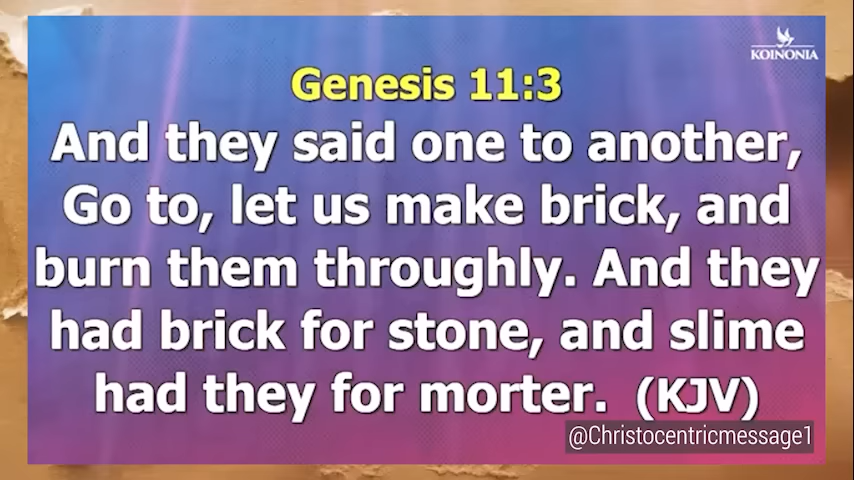 KOINONIA
Genesis 11:3
And they said one to another,
Go to, let us make brick, and
burn them throughly. And they
had brick for stone, and slime
had they for morter. (KJV)
@Christocentricmessage1